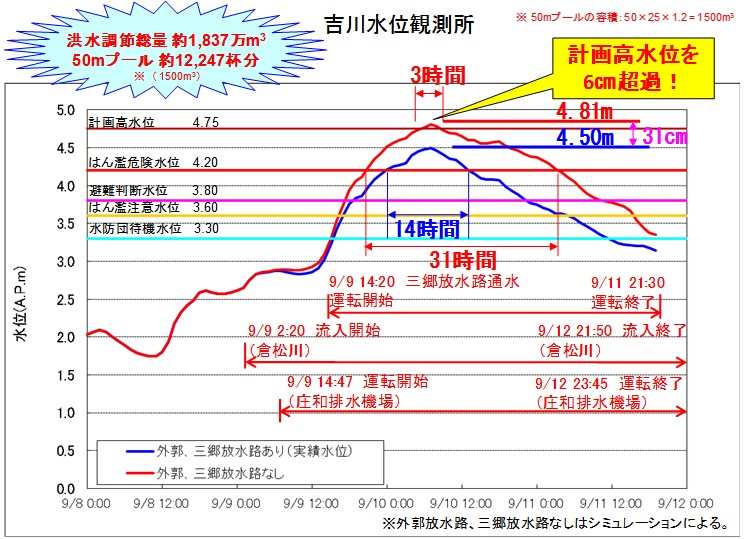 吉川水位観測所
※ 50mプールの容積:50×25×1.2=1500m³
洪水調節総量 約1,837万m³
50mプール 約12,247杯分
※ (1500m³)
計画高水位を
6cm超過!
3時間
4.81m
4.50m
31cm
計画高水位 4.75
はん濫危険水位 4.20
避難判断水位 3.80
はん濫注意水位 3.60
水防団待機水位 3.30
14時間
31時間
9/9 14:20 三郷放水路通水 9/11 21:30
運転開始 運転終了
9/9 2:20 流入開始 9/12 21:50 流入終了
(倉松川) (倉松川)
9/9 14:47 運転開始 9/12 23:45 運転終了
(庄和排水機場) (庄和排水機場)
水位(A.P.m)
5.0
4.5
4.0
3.5
3.0
2.5
2.0
1.5
1.0
0.5
0.0
外郭、三郷放水路あり(実績水位)
外郭、三郷放水路なし
9/8 0:00 9/8 12:00 9/9 0:00 9/9 12:00 9/10 0:00 9/10 12:00 9/11 0:00 9/11 12:00 9/12 0:00
※外郭放水路、三郷放水路なしはシミュレーションによる。